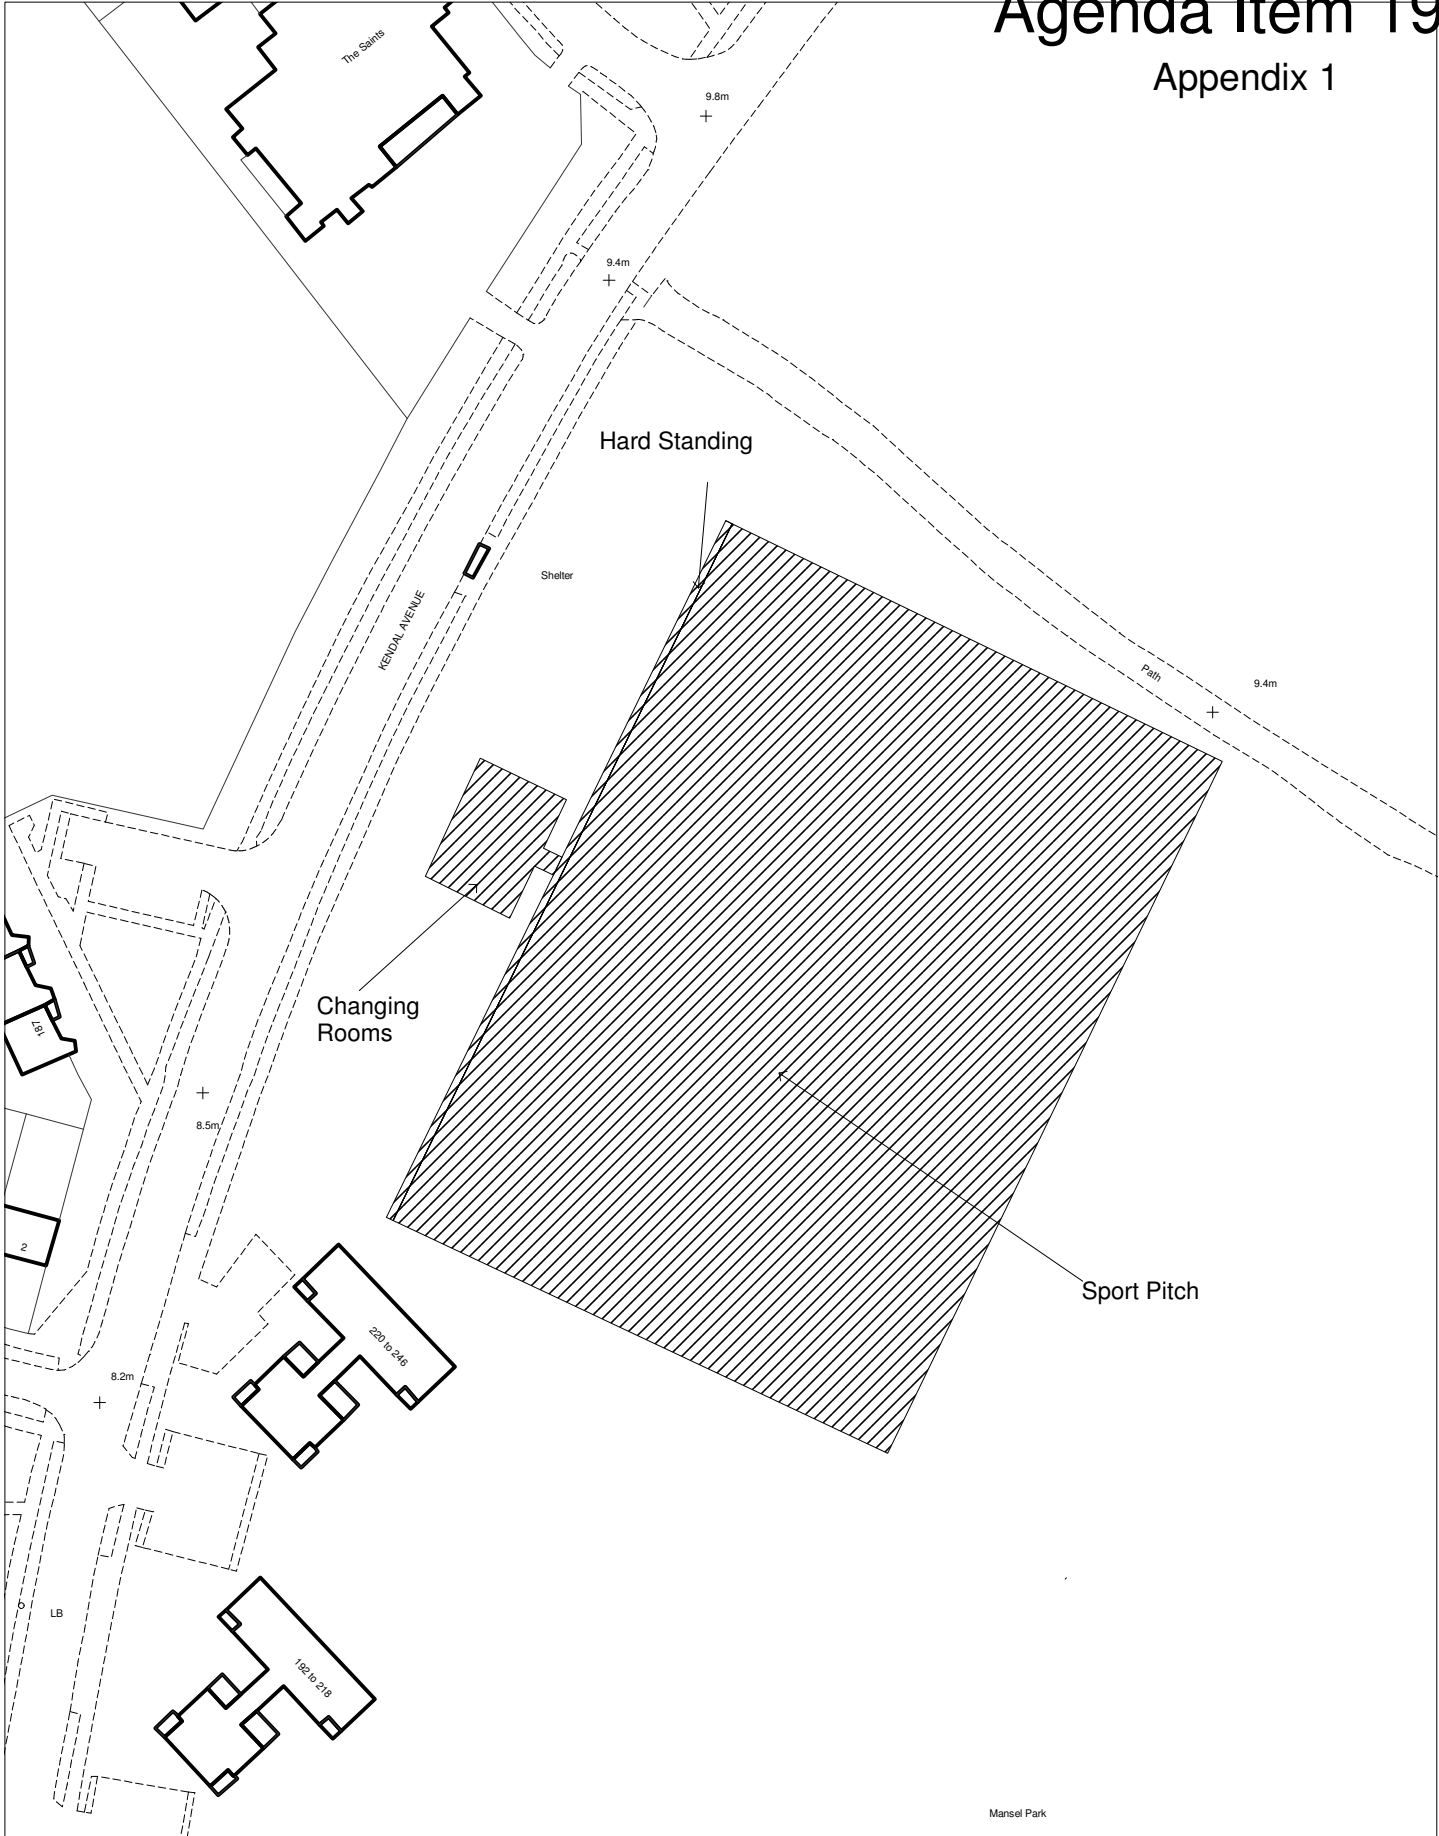 Agenda Item 19
Appendix 1
The Saints
9.8m
9.4m
Hard Standing
Shelter
KENDAL AVENUE
Path
9.4m
Changing
Rooms
187
8.5m
2
Sport Pitch
220 to 246
8.2m
LB
192 to 218
Mansel Park